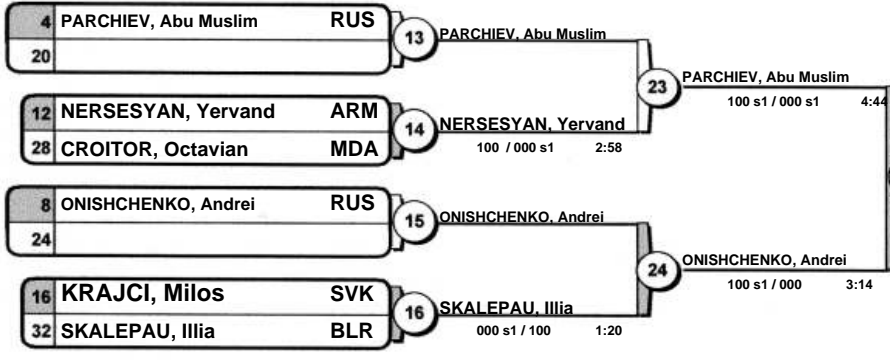 4 PARCHIEV, Abu Muslim RUS
20
13 PARCHIEV, Abu Muslim
12 NERSESYAN, Yervand ARM
28 CROITOR, Octavian MDA
14 NERSESYAN, Yervand
100 / 000 s1 2:58
23 PARCHIEV, Abu Muslim
100 s1 / 000 s1 4:44
8 ONISHCHENKO, Andrei RUS
24
15 ONISHCHENKO, Andrei
16 KRAJCI, Milos SVK
32 SKALEPAU, Illia BLR
16 SKALEPAU, Illia
000 s1 / 100 1:20
24 ONISHCHENKO, Andrei
100 s1 / 000 3:14